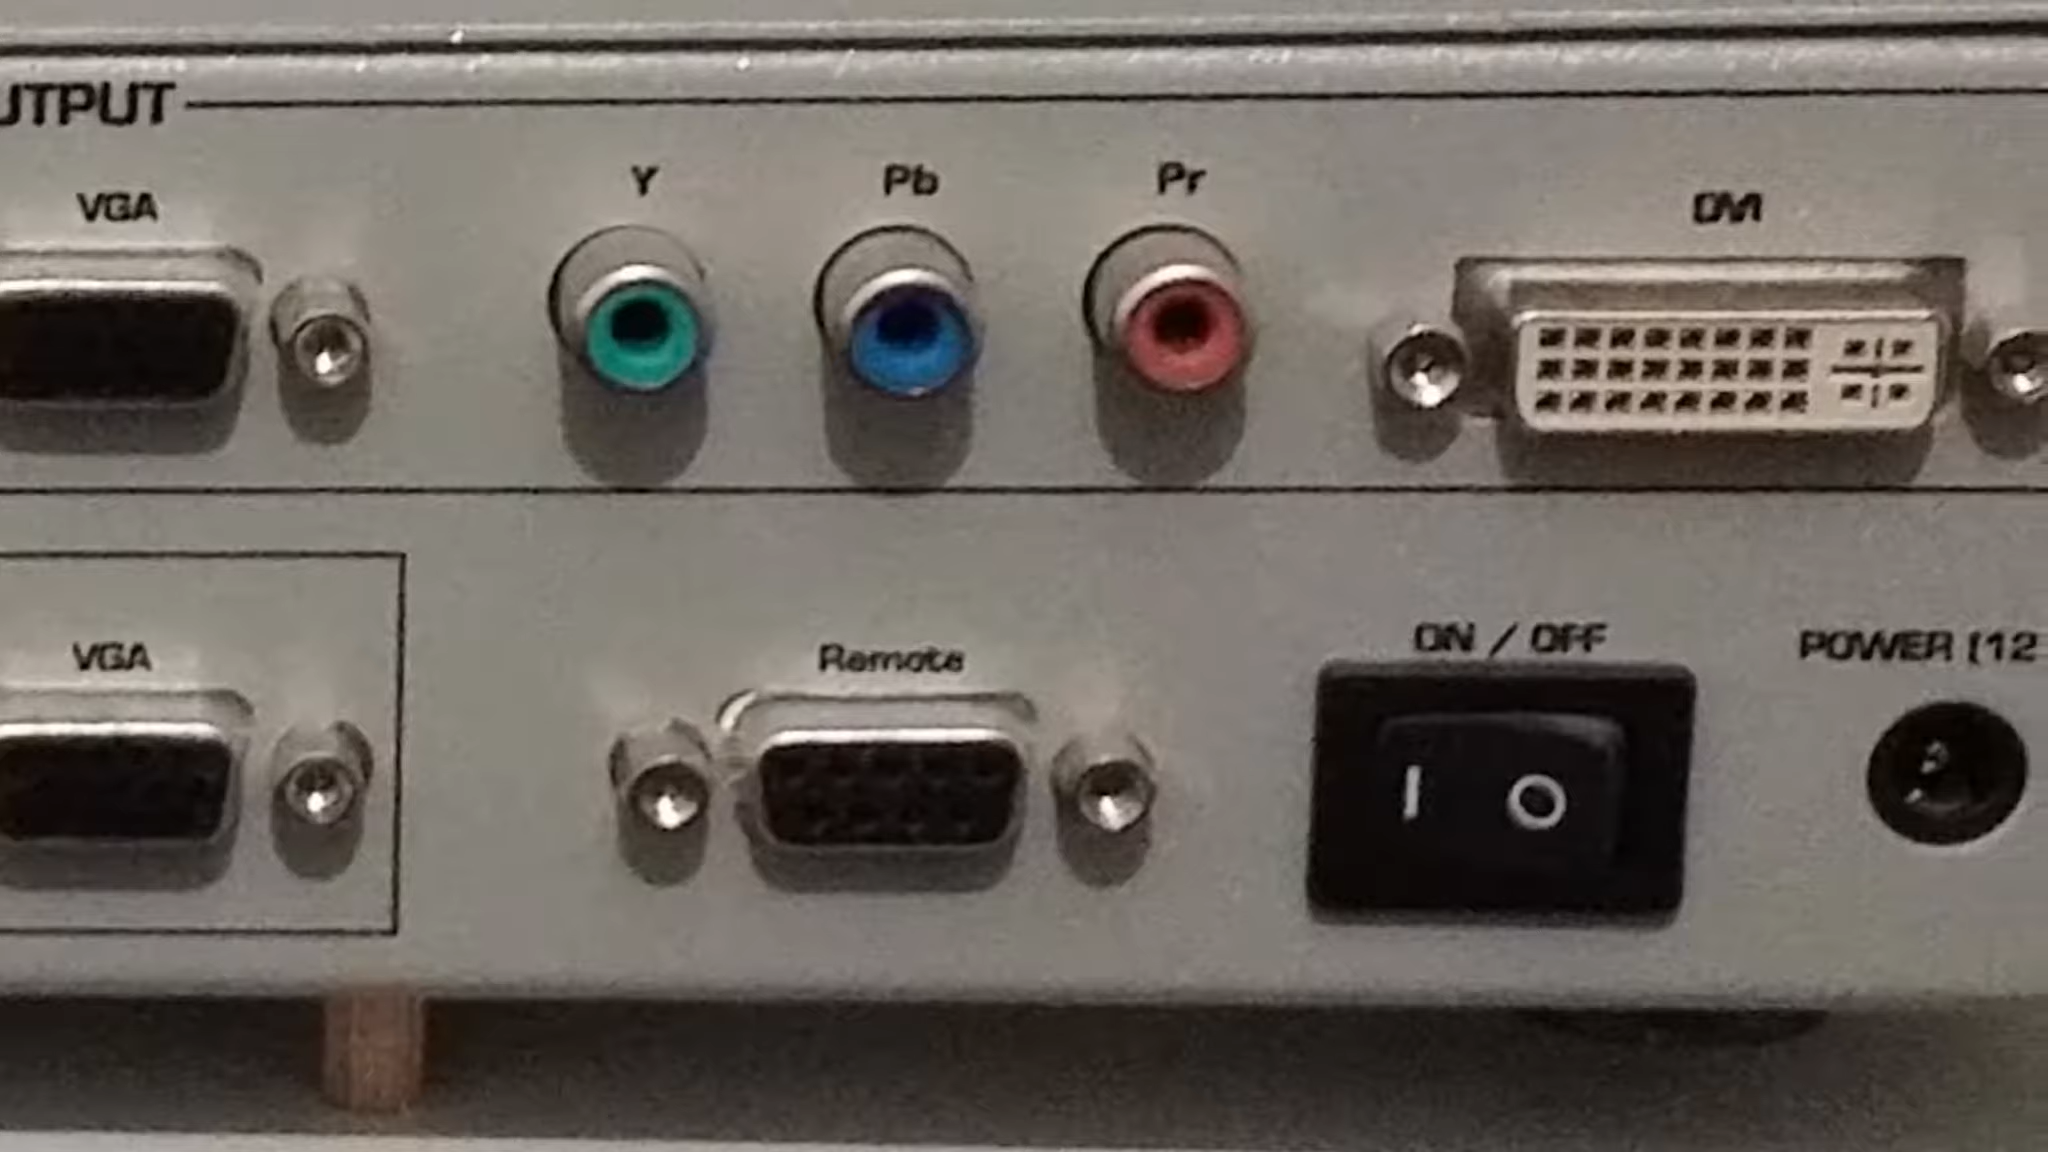 UTPUT
VGA
Y
Pb
Pr
DVI
VGA
Remote
ON / OFF
POWER (12
I O